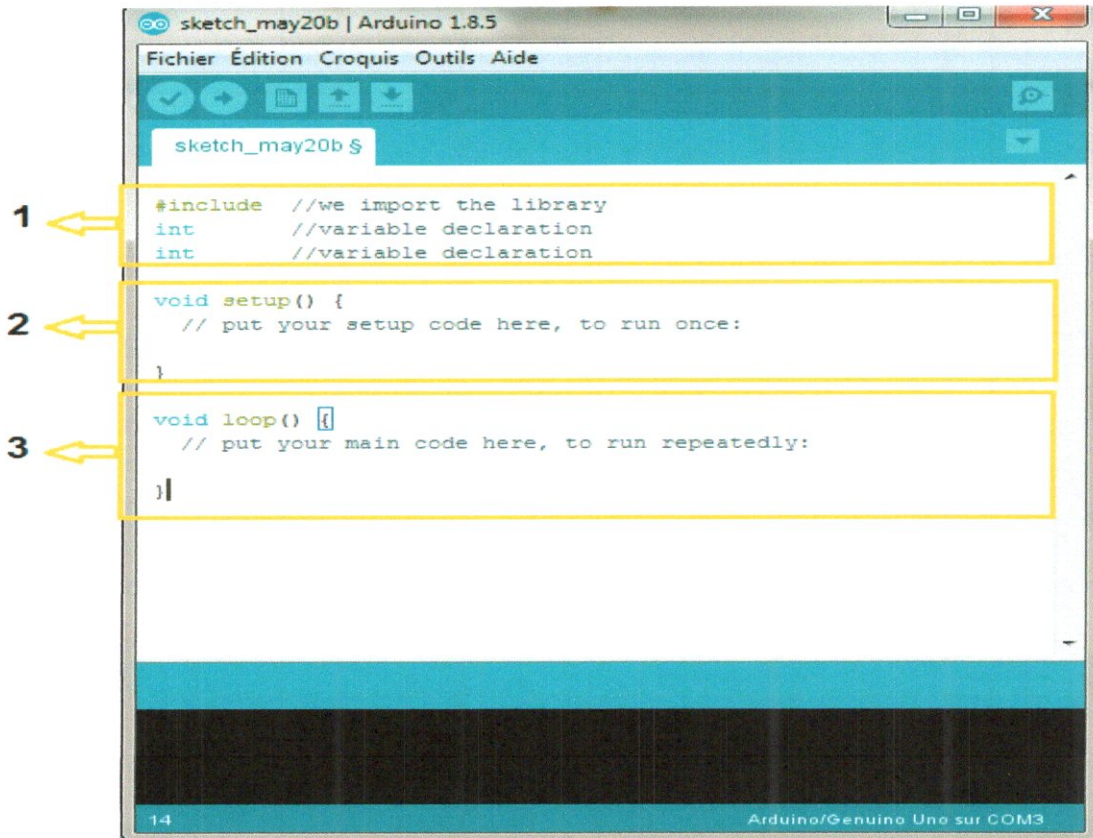 sketch_may20b | Arduino 1.8.5
Fichier Édition Croquis Outils Aide
sketch_may20b §
1
#include //we import the library
int //variable declaration
int //variable declaration
2
void setup() {
// put your setup code here, to run once:
}
3
void loop() {
// put your main code here, to run repeatedly:
}
14
Arduino/Genuino Uno sur COM3